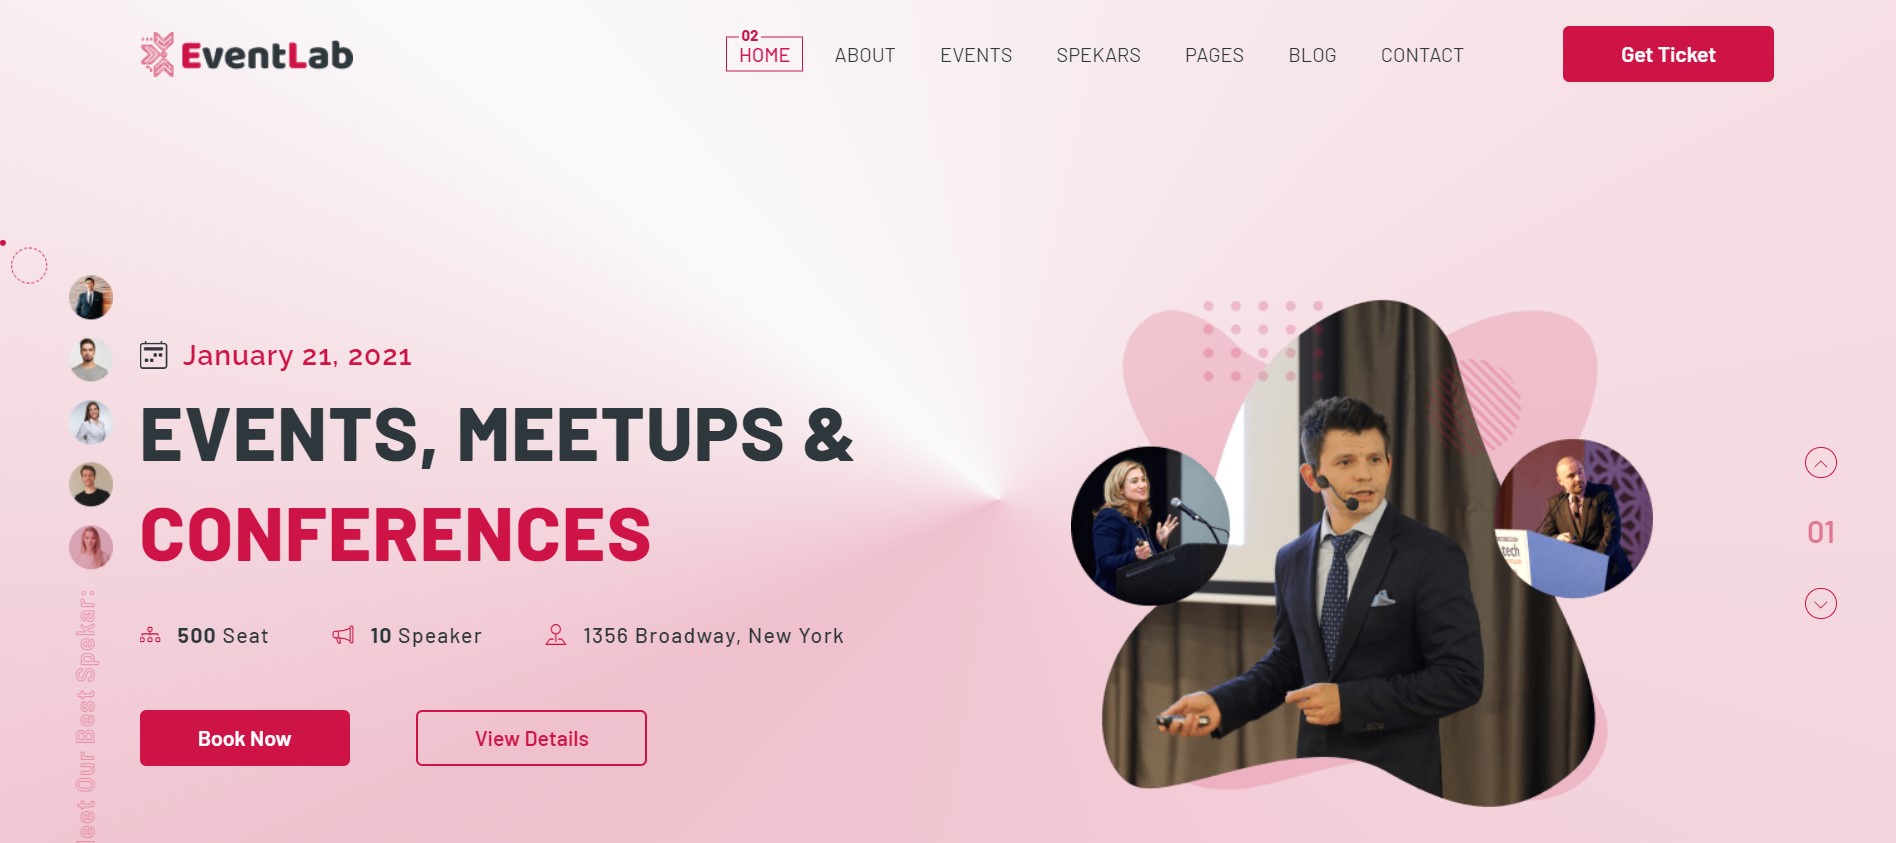 EventLab
02
HOME
ABOUT
EVENTS
SPEKARS
PAGES
BLOG
CONTACT
Get Ticket
January 21, 2021
EVENTS, MEETUPS &
CONFERENCES
500 Seat
10 Speaker
1356 Broadway, New York
Book Now
View Details
eet Our Best Spekar:
tech
01